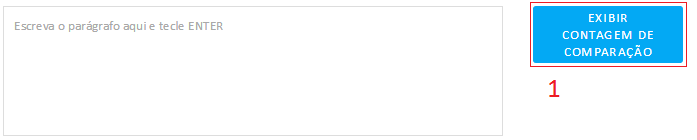 Escreva o parágrafo aqui e tecle ENTER
EXIBIR
CONTAGEM DE
COMPARAÇÃO
1